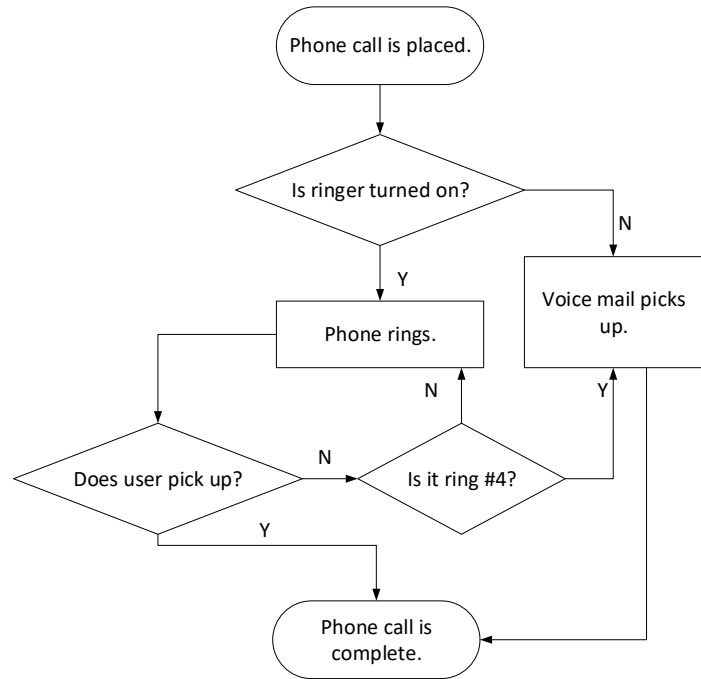 Phone call is placed.
Is ringer turned on?
N
Y
Voice mail picks
up.
Phone rings.
N
Y
Does user pick up?
N
Is it ring #4?
Y
Phone call is
complete.